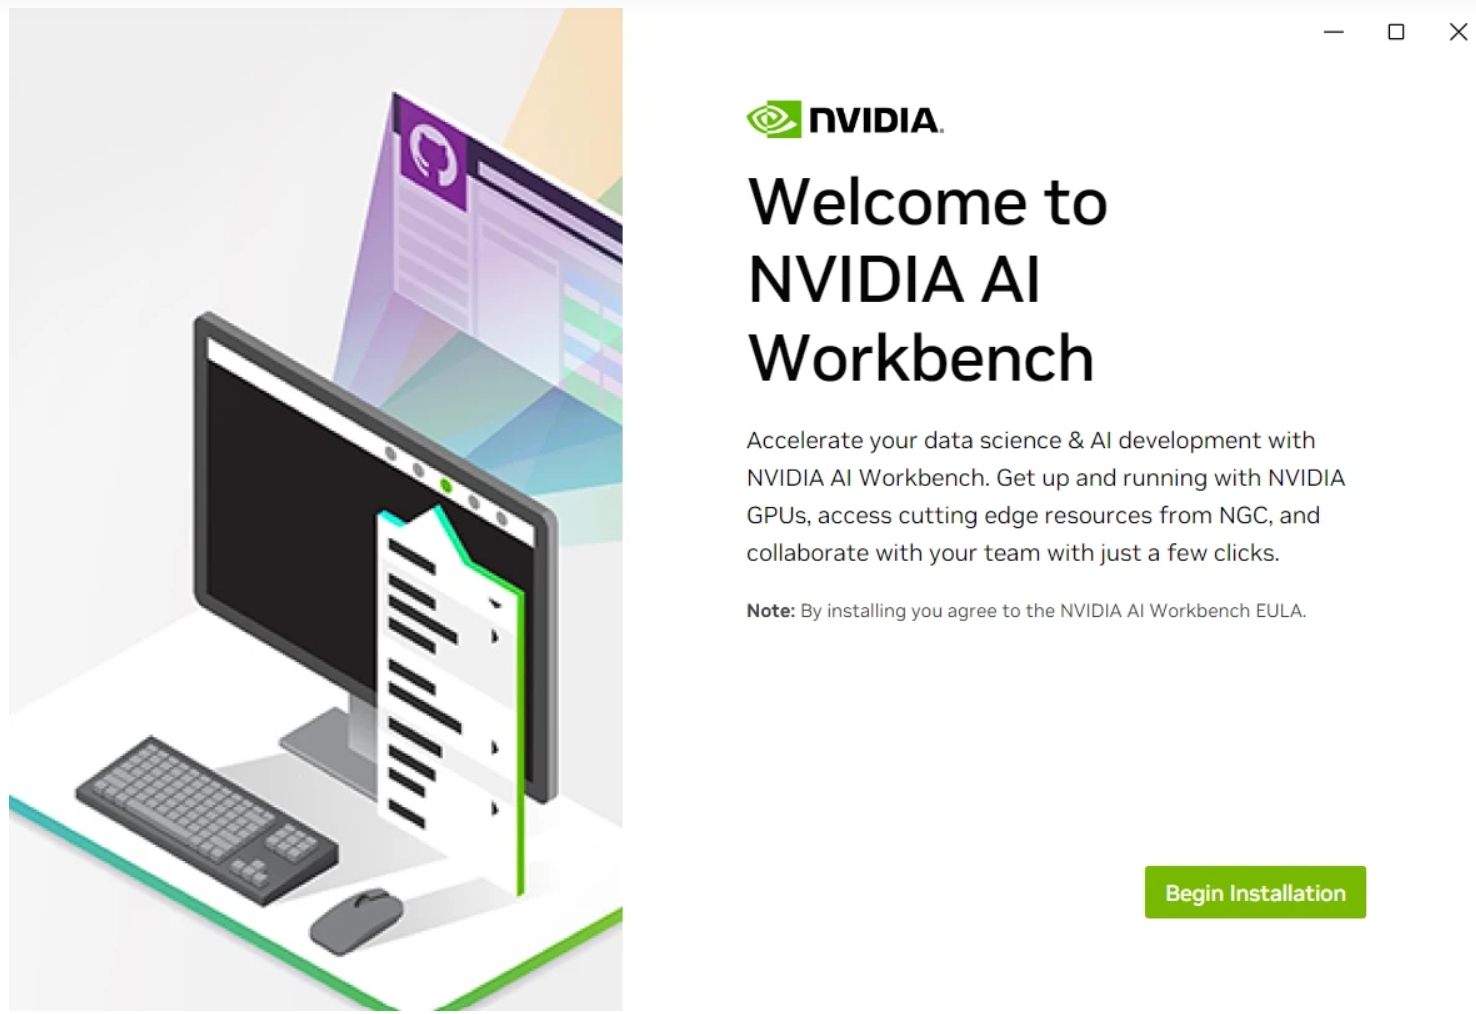 NVIDIA.
Welcome to
NVIDIA AI
Workbench
Accelerate your data science & AI development with
NVIDIA AI Workbench. Get up and running with NVIDIA
GPUs, access cutting edge resources from NGC, and
collaborate with your team with just a few clicks.
Note: By installing you agree to the NVIDIA AI Workbench EULA.
Begin Installation